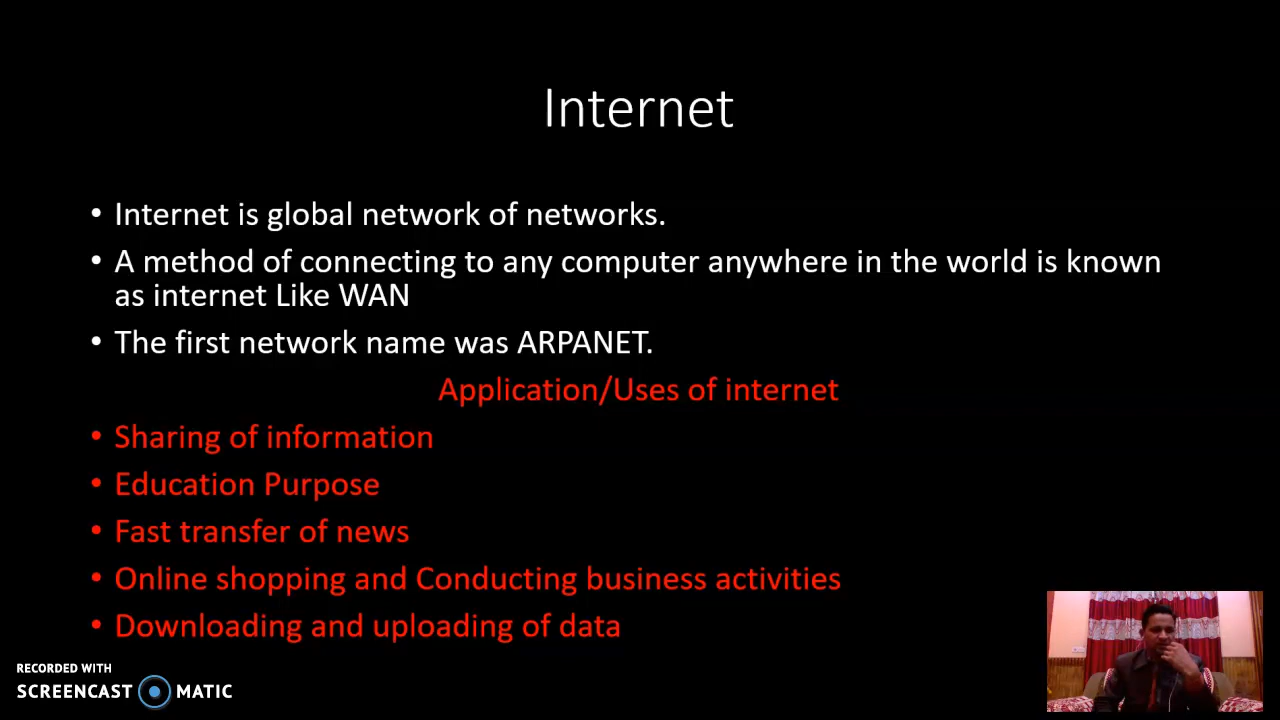 Internet
• Internet is global network of networks.
• A method of connecting to any computer anywhere in the world is known
as internet Like WAN
• The first network name was ARPANET.
Application/Uses of internet
• Sharing of information
• Education Purpose
• Fast transfer of news
• Online shopping and Conducting business activities
• Downloading and uploading of data
RECORDED WITH
SCREENCAST MATIC